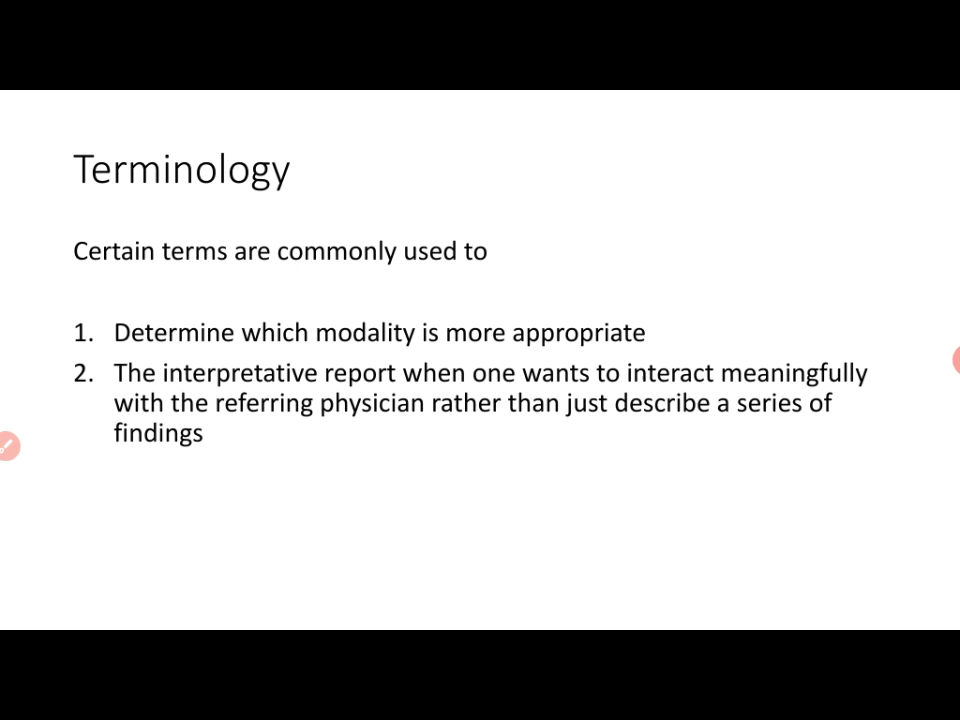 Terminology
Certain terms are commonly used to
1. Determine which modality is more appropriate
2. The interpretative report when one wants to interact meaningfully
with the referring physician rather than just describe a series of
findings